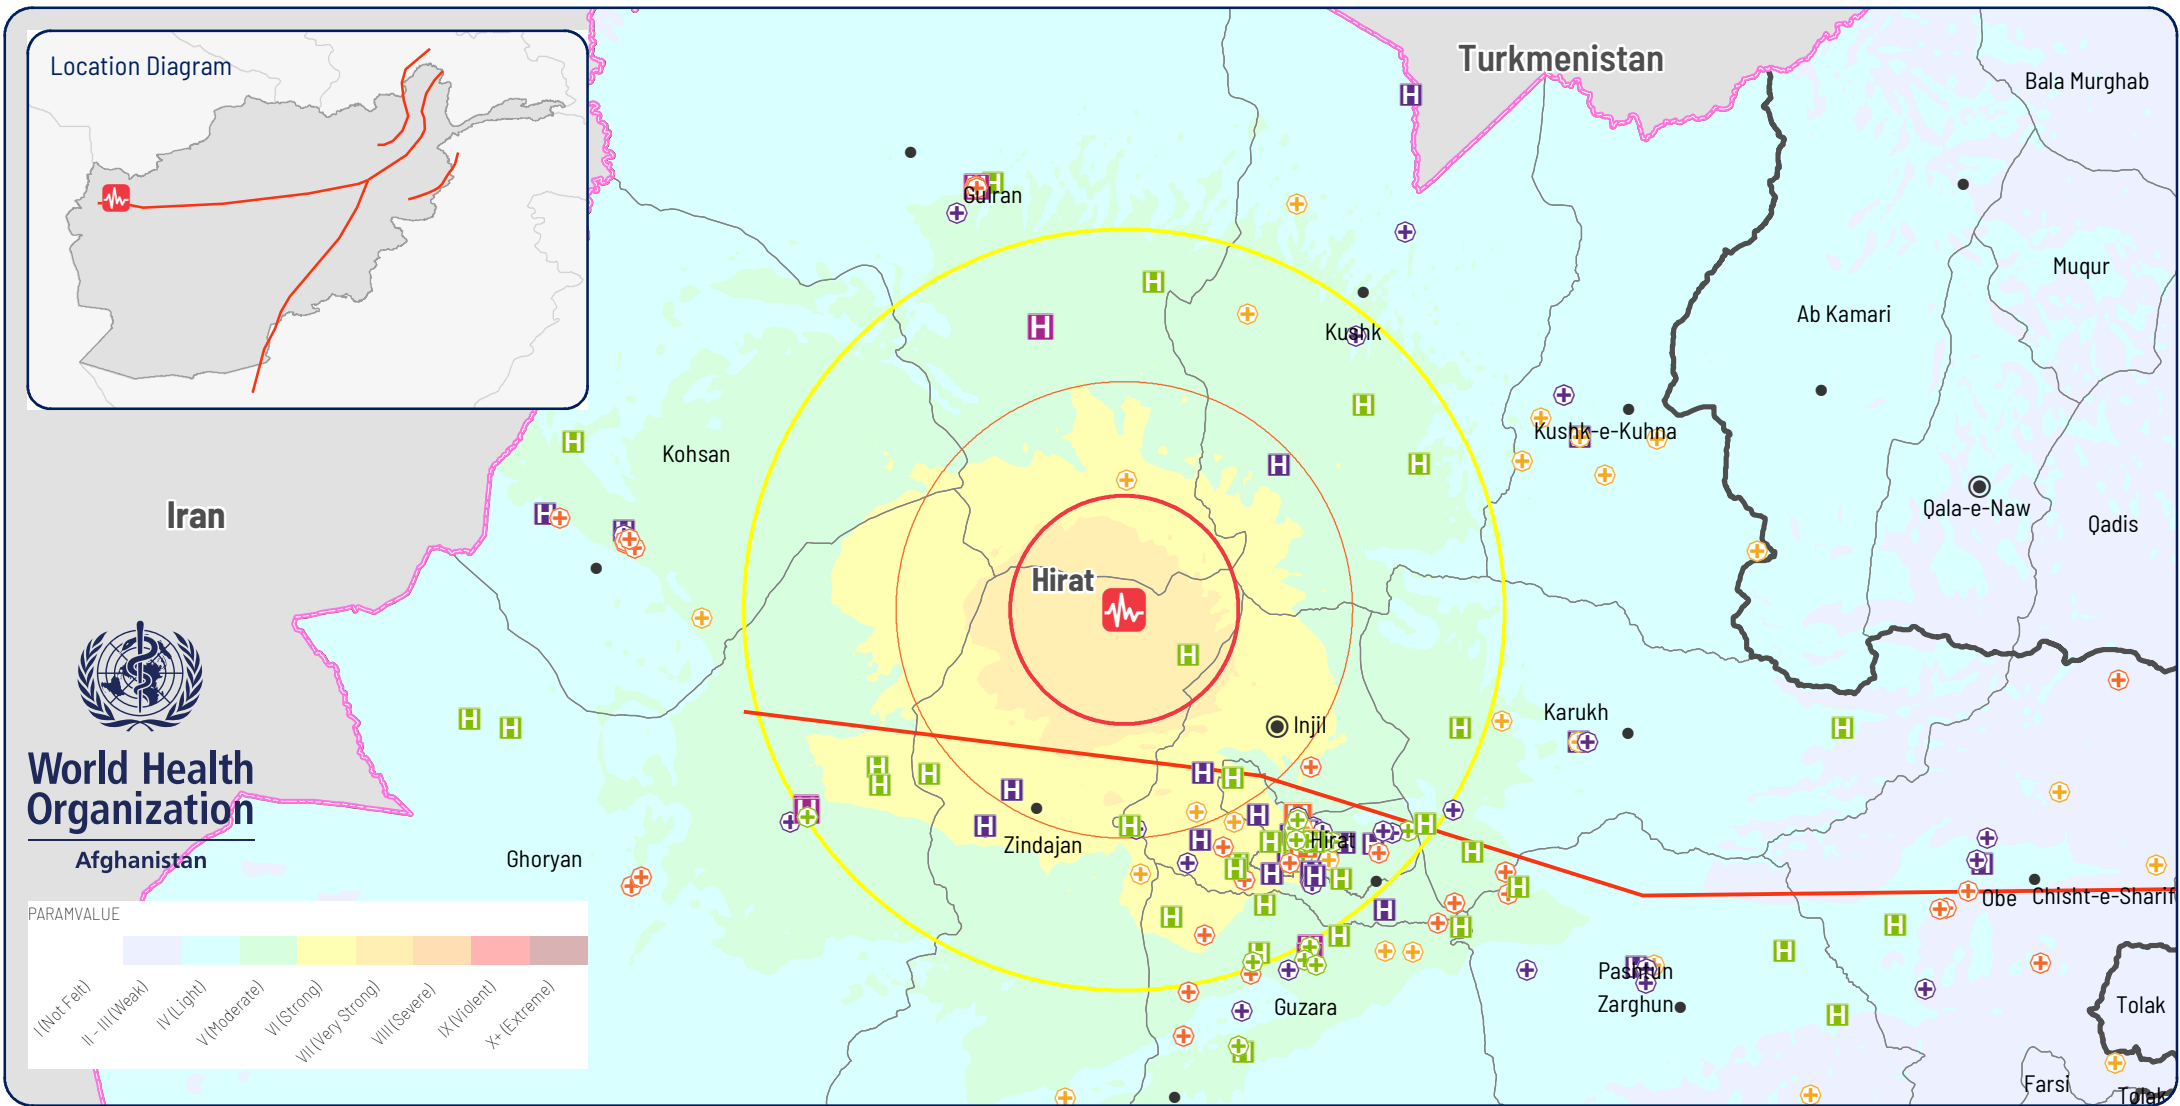 Location Diagram
Turkmenistan
Bala Murghab
Gulran
Muqur
Ab Kamari
Kushk
Kushk-e-Kuhna
Kohsan
Iran
Qala-e-Naw
Qadis
Hirat
Karukh
Injil
World Health
Organization
Afghanistan
Ghoryan
Zindajan
Hirat
Obe
Chisht-e-Sharif
Pashtun
Zarghun
Guzara
Tolak
Farsi
Tolak
PARAMVALUE
I (Not Felt)
II - III (Weak)
IV (Light)
V (Moderate)
VI (Strong)
VII (Very Strong)
VIII (Severe)
IX (Violent)
X+ (Extreme)